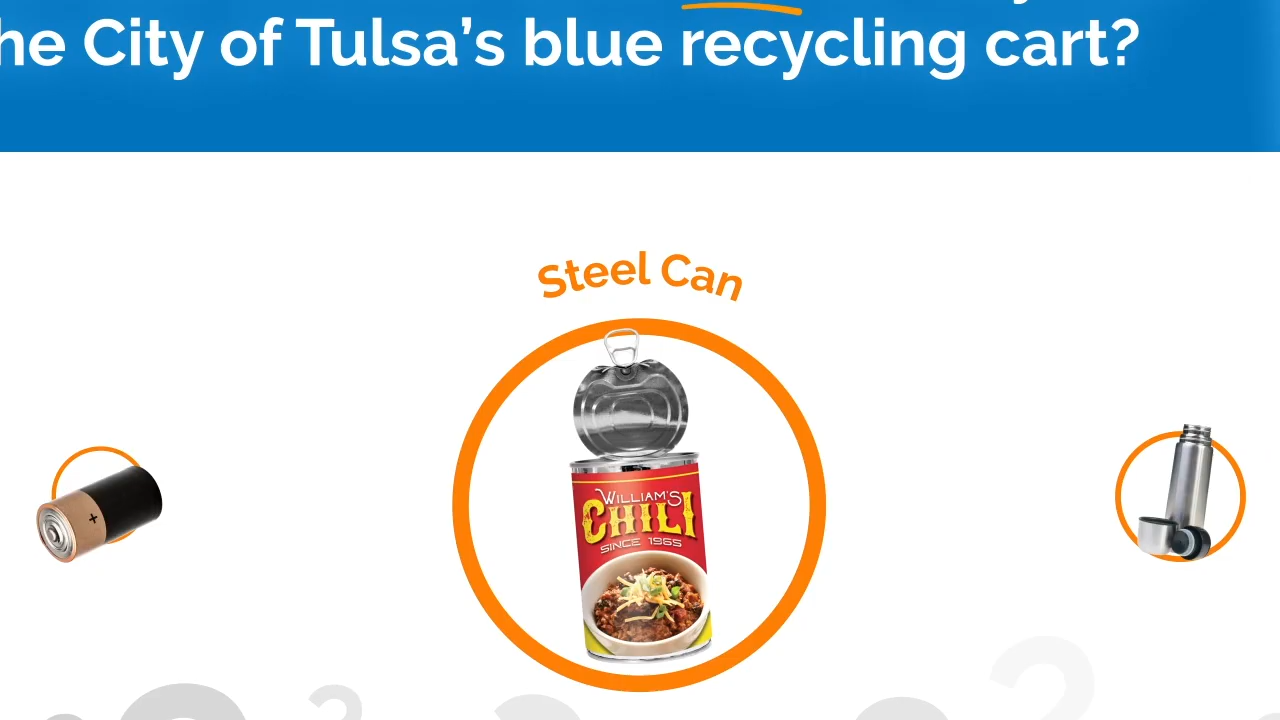 he City of Tulsa's blue recycling cart?
Steel Can
WILLIAM'S
CHILI
SINCE 1965
+
?